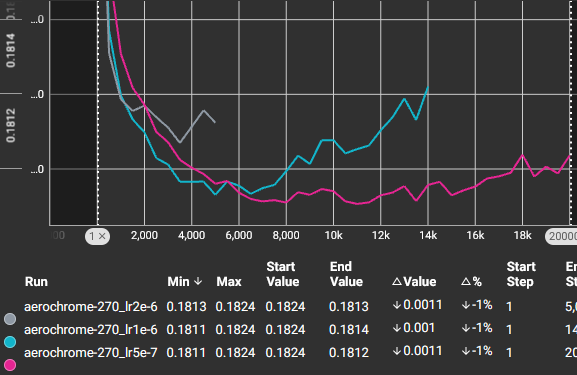 0.1814
0.1812
...0
...0
...0
1 ×
2,000
4,000
6,000
8,000
10k
12k
14k
16k
18k
20000
Run Min ↓ Max Start Value End Value △Value △% Start Step
aerochrome-270_lr2e-6 0.1813 0.1824 0.1824 0.1813 ↓0.0011 ↓-1% 1
aerochrome-270_lr1e-6 0.1811 0.1824 0.1824 0.1814 ↓0.001 ↓-1% 1
aerochrome-270_lr5e-7 0.1811 0.1824 0.1824 0.1812 ↓0.0011 ↓-1% 1